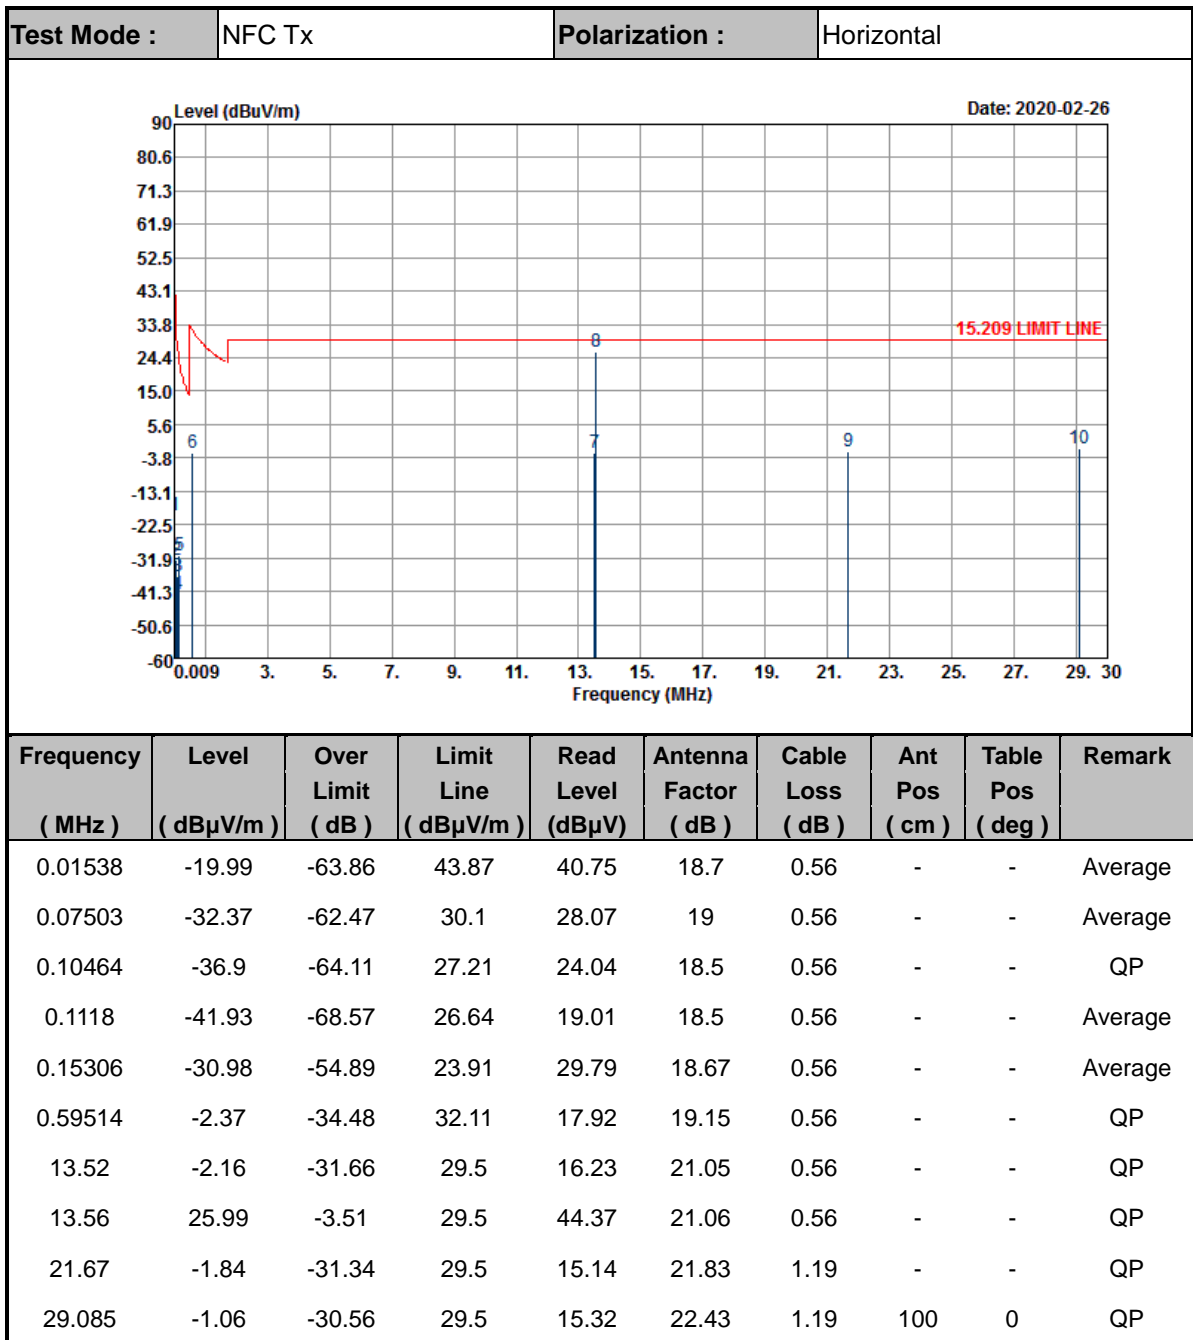 Test Mode : NFC Tx Polarization : Horizontal
Level (dBuV/m) Date: 2020-02-26
90
80.6
71.3
61.9
52.5
43.1
33.8
24.4
15.0
5.6
-3.8
-13.1
-22.5
-31.9
-41.3
-50.6
-60
15.209 LIMIT LINE
8
6 7 9 10
1
5
2
3
4
0.009 3. 5. 7. 9. 11. 13. 15. 17. 19. 21. 23. 25. 27. 29. 30
Frequency (MHz)
Frequency Level Over Limit Read Antenna Cable Ant Table Remark
Limit Line Level Factor Loss Pos Pos
( MHz ) ( dBµV/m ) ( dB ) ( dBµV/m ) (dBµV) ( dB ) ( dB ) ( cm ) ( deg )
0.01538 -19.99 -63.86 43.87 40.75 18.7 0.56 - - Average
0.07503 -32.37 -62.47 30.1 28.07 19 0.56 - - Average
0.10464 -36.9 -64.11 27.21 24.04 18.5 0.56 - - QP
0.1118 -41.93 -68.57 26.64 19.01 18.5 0.56 - - Average
0.15306 -30.98 -54.89 23.91 29.79 18.67 0.56 - - Average
0.59514 -2.37 -34.48 32.11 17.92 19.15 0.56 - - QP
13.52 -2.16 -31.66 29.5 16.23 21.05 0.56 - - QP
13.56 25.99 -3.51 29.5 44.37 21.06 0.56 - - QP
21.67 -1.84 -31.34 29.5 15.14 21.83 1.19 - - QP
29.085 -1.06 -30.56 29.5 15.32 22.43 1.19 100 0 QP